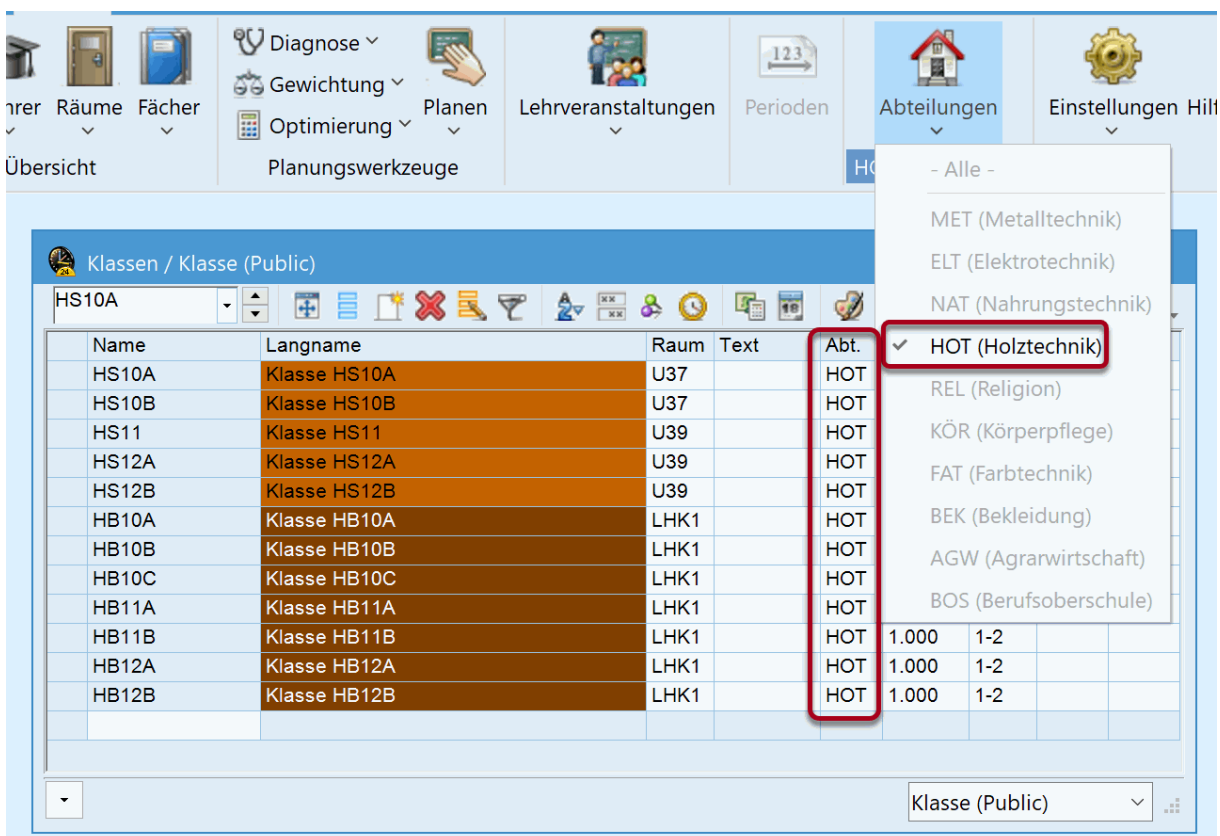 Diagnose
Gewichtung
hrer Räume Fächer Optimierung Planen Lehrveranstaltungen 123 Perioden Abteilungen Einstellungen Hilf
Übersicht Planungswerkzeuge
- Alle -
MET (Metalltechnik)
ELT (Elektrotechnik)
NAT (Nahrungstechnik)
HOT (Holztechnik)
REL (Religion)
KÖR (Körperpflege)
FAT (Farbtechnik)
BEK (Bekleidung)
AGW (Agrarwirtschaft)
BOS (Berufsoberschule)
Klassen / Klasse (Public)
HS10A
Name Langname Raum Text Abt.
HS10A Klasse HS10A U37 HOT
HS10B Klasse HS10B U37 HOT
HS11 Klasse HS11 U39 HOT
HS12A Klasse HS12A U39 HOT
HS12B Klasse HS12B U39 HOT
HB10A Klasse HB10A LHK1 HOT
HB10B Klasse HB10B LHK1 HOT
HB10C Klasse HB10C LHK1 HOT
HB11A Klasse HB11A LHK1 HOT
HB11B Klasse HB11B LHK1 HOT 1.000 1-2
HB12A Klasse HB12A LHK1 HOT 1.000 1-2
HB12B Klasse HB12B LHK1 HOT 1.000 1-2
Klasse (Public)